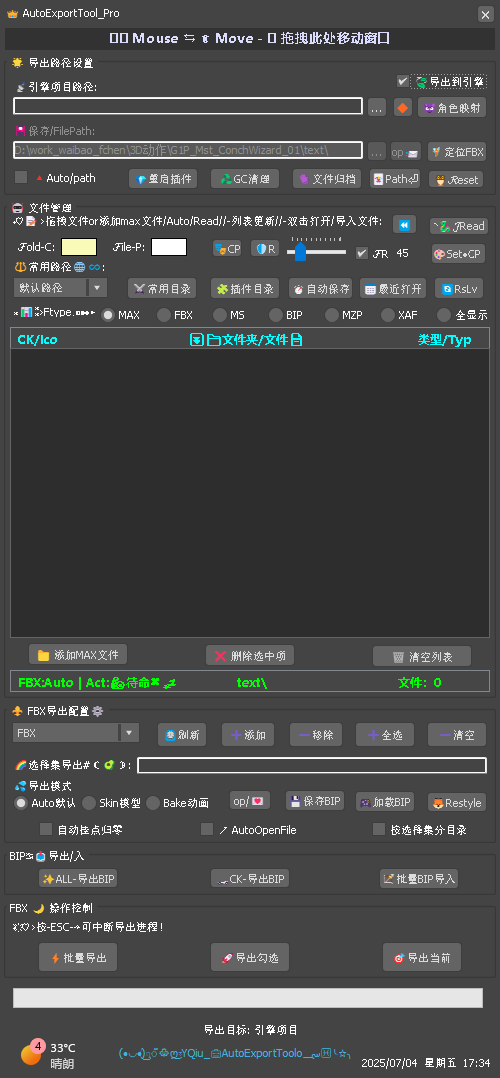 AutoExportTool_Pro
Mouse ⇆ Move - 拖拽此处移动窗口
导出路径设置
引擎项目路径:
导出到引擎
... 角色映射
保存/FilePath:
D:\work_waibao_fchen\3D动作\G1P_Mst_ConchWizard_01\text\ ... op 定位FBX
Auto/path 重启插件 GC清理 文件归档 Path Reset
文件管理
>拖拽文件or添加max文件/Auto/Read//-列表更新//-双击打开/导入文件: Read
Fold-C: File-P: CP R R 45 Set•CP
常用路径 :
默认路径 常用目录 插件目录 自动保存 最近打开 RsLv
>Ftype. MAX FBX MS BIP MZP XAF 全显示
CK/Ico 文件夹/文件 类型/Typ
添加MAX文件 删除选中项 清空列表
FBX:Auto | Act: 待命 text\ 文件: 0
FBX导出配置
FBX 刷新 添加 移除 全选 清空
选择集导出# :
导出模式
Auto默认 Skin模型 Bake动画 op/ 保存BIP 加载BIP Restyle
自动挂点归零 AutoOpenFile 按选择集分目录
BIP 导出/入
ALL-导出BIP CK-导出BIP 批量BIP导入
FBX 操作控制
>按-ESC-→可中断导出进程!
批量导出 导出勾选 导出当前
导出目标: 引擎项目
33°C
晴朗
YQiu_ AutoExportToolo
2025/07/04 星期五 17:34
4